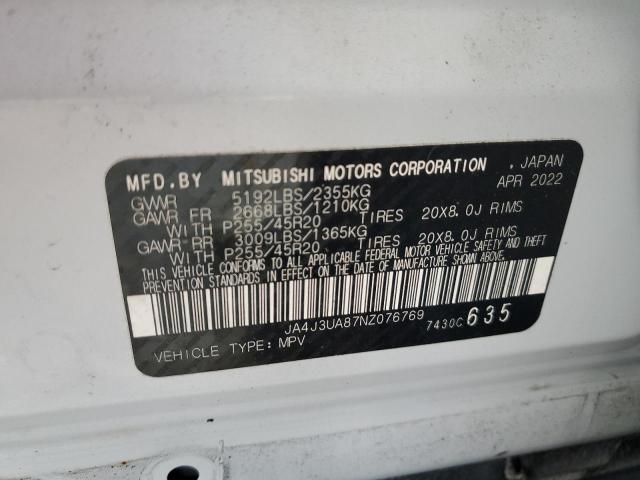 MFD.BY MITSUBISHI MOTORS CORPORATION . JAPAN
GVWR 5192LBS/2355KG APR 2022
GAWR FR 2668LBS/1210KG
WITH P255/45R20 TIRES 20X8.0J RIMS
GAWR RR 3009LBS/1365KG
WITH P255/45R20 TIRES 20X8.0J RIMS
THIS VEHICLE CONFORMS TO ALL APPLICABLE FEDERAL MOTOR VEHICLE SAFETY AND THEFT
PREVENTION STANDARDS IN EFFECT ON THE DATE OF MANUFACTURE SHOWN ABOVE.
JA4J3UA87NZ076769 7430C 635
VEHICLE TYPE: MPV